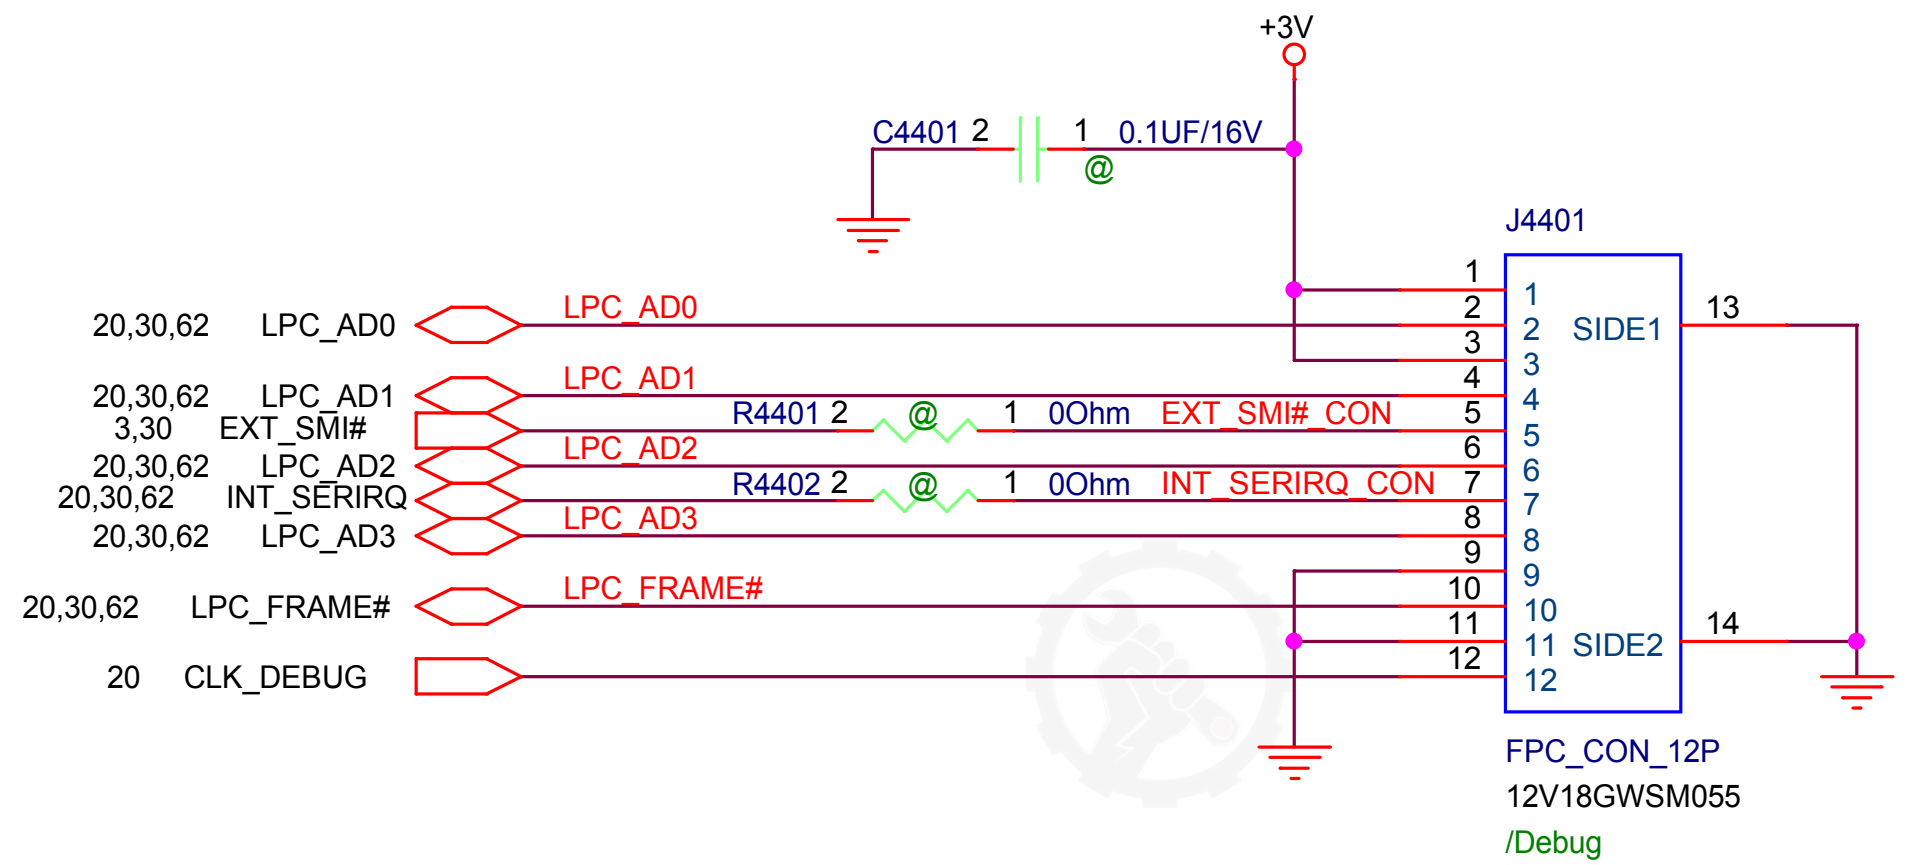 +3V
C4401 2 1 0.1UF/16V
@
J4401
1
1
20,30,62 LPC_AD0 LPC_AD0 2
2 SIDE1 13
3
3
20,30,62 LPC_AD1 LPC_AD1 4
4
3,30 EXT_SMI# R4401 2 @ 1 0Ohm EXT_SMI#_CON 5
5
20,30,62 LPC_AD2 LPC_AD2 6
6
20,30,62 INT_SERIRQ R4402 2 @ 1 0Ohm INT_SERIRQ_CON 7
7
20,30,62 LPC_AD3 LPC_AD3 8
8
9
9
20,30,62 LPC_FRAME# LPC_FRAME# 10
10
11
11 SIDE2 14
20 CLK_DEBUG 12
12
FPC_CON_12P
12V18GWSM055
/Debug